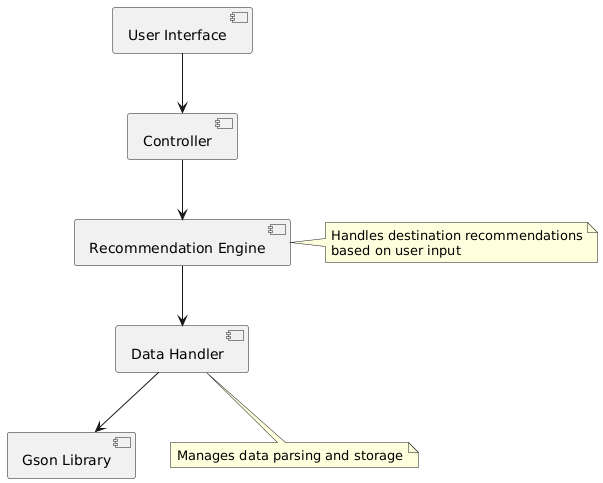 User Interface
Controller
Recommendation Engine
Handles destination recommendations
based on user input
Data Handler
Gson Library
Manages data parsing and storage